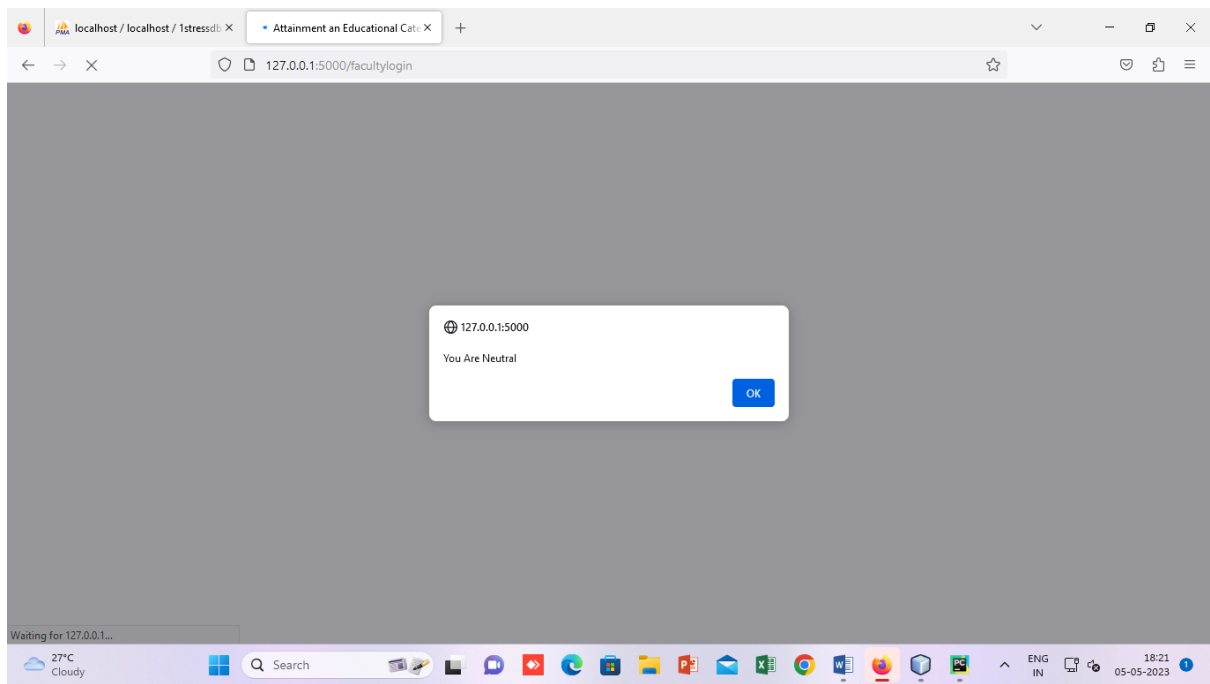 PMA localhost / localhost / 1stressdb
Attainment an Educational Cate
127.0.0.1:5000/facultylogin
127.0.0.1:5000
You Are Neutral
OK
Waiting for 127.0.0.1...
27°C
Cloudy
Search
ENG
IN
18:21
05-05-2023
1